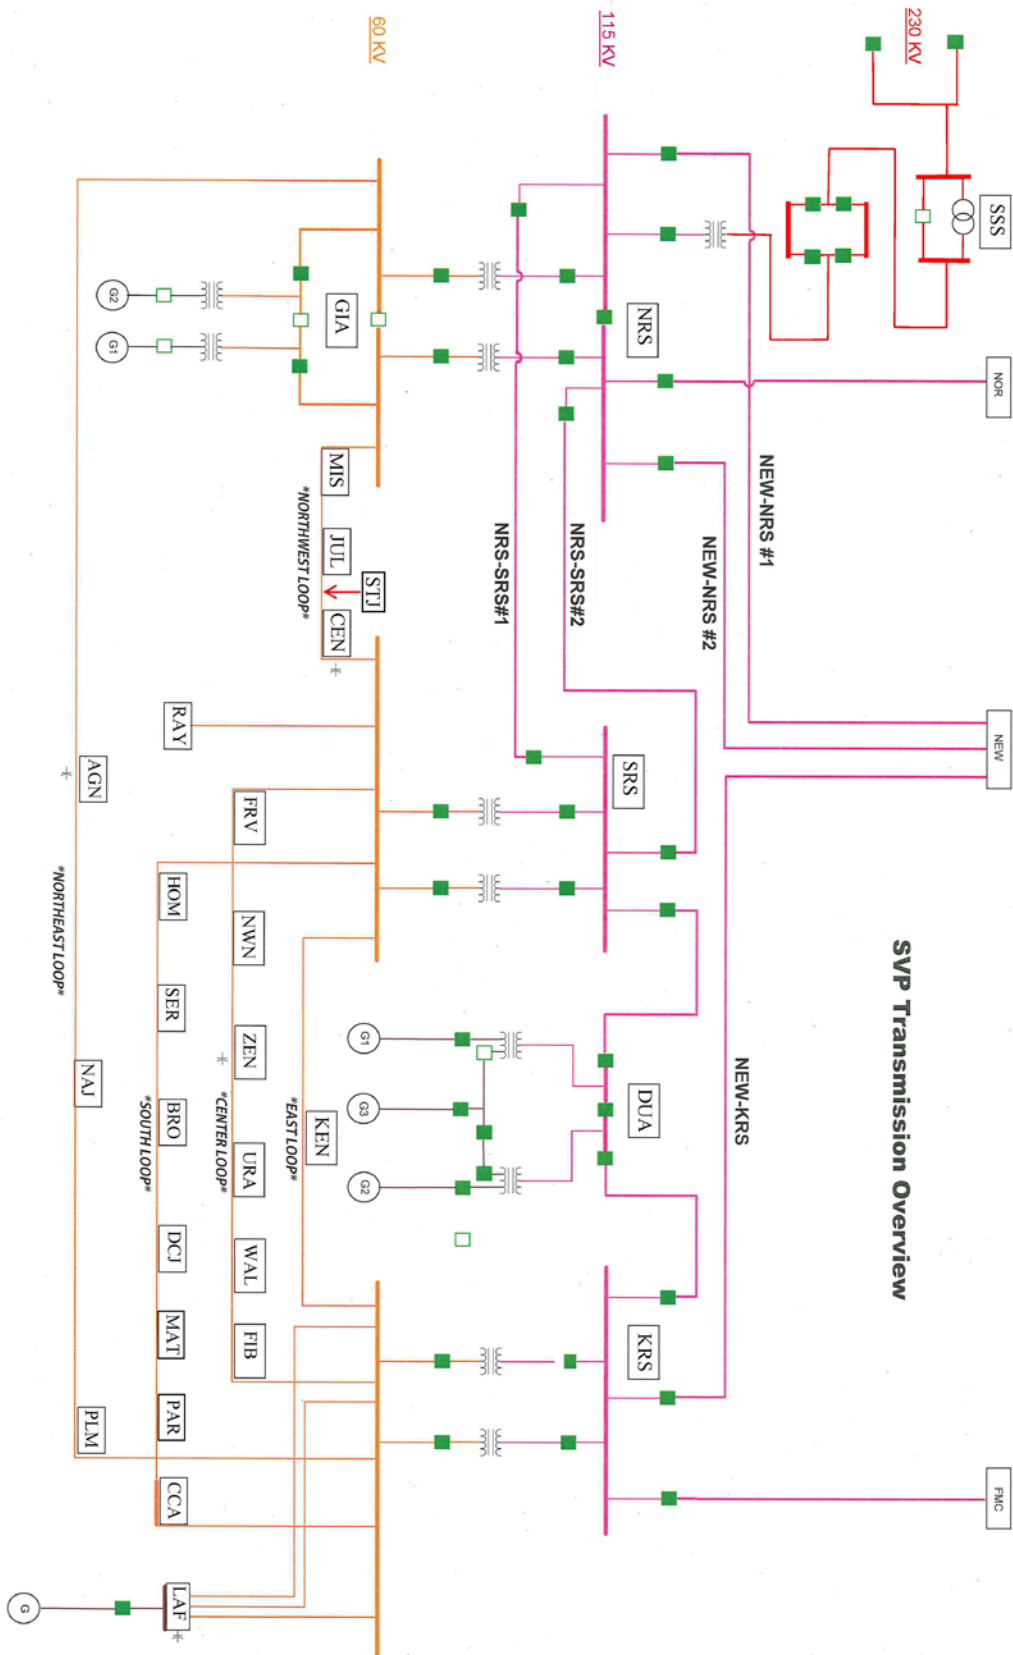 SVP Transmission Overview
230 KV
115 KV
60 KV
SSS
NOR
NEW
FMC
NEW-NRS #1
NEW-NRS #2
NEW-KRS
NRS
SRS
DUA
KRS
NRS-SRS#2
NRS-SRS#1
G1
G3
G2
GIA
G2
G1
MIS
JUL
STJ
CEN
*
*NORTHWEST LOOP*
RAY
KEN
*EAST LOOP*
FRV
NWN
ZEN
URA
WAL
FIB
*
*CENTER LOOP*
HOM
SER
BRO
DCJ
MAT
PAR
CCA
*SOUTH LOOP*
LAF
*
G
AGN
NAJ
PLM
*
*NORTHEAST LOOP*